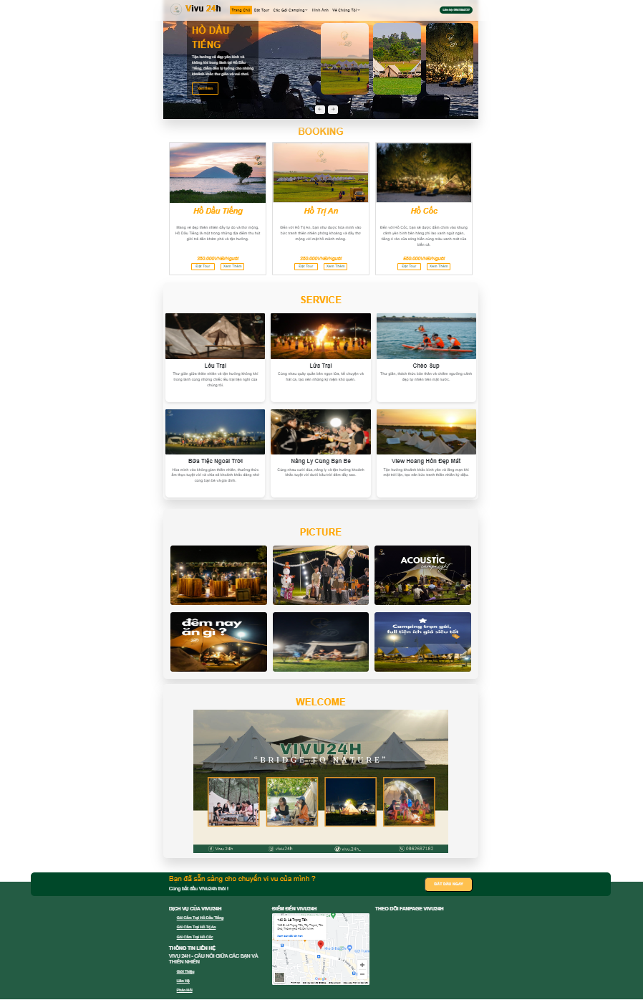 Vivu 24h
Trang Chủ Đặt Tour Các Gói Camping Hình Ảnh Về Chúng Tôi
HỒ DẦU
TIẾNG
Tận hưởng vẻ đẹp yên bình và
không khí trong lành tại Hồ Dầu
Tiếng, điểm đến lý tưởng cho những
khoảnh khắc thư giãn và vui chơi.
Xem thêm
BOOKING
Hồ Dầu Tiếng
Mang vẻ đẹp thiên nhiên đầy tự do và thơ mộng,
Hồ Dầu Tiếng là một trong những địa điểm thu hút
giới trẻ đến khám phá và tận hưởng.
350.000VNĐ/Người
Đặt Tour Xem Thêm
Hồ Trị An
Đến với Hồ Trị An, bạn như được hòa mình vào
bức tranh thiên nhiên phóng khoáng và đầy thơ
mộng với mặt hồ mênh mông.
350.000VNĐ/Người
Đặt Tour Xem Thêm
Hồ Cốc
Đến với Hồ Cốc, bạn sẽ được đắm chìm vào khung
cảnh yên bình bên hàng phi lao xanh ngút ngàn,
tiếng rì rào của sóng biển cùng màu xanh mát của
biển cả.
550.000VNĐ/Người
Đặt Tour Xem Thêm
SERVICE
Lều Trại
Thư giãn giữa thiên nhiên và tận hưởng không khí
trong lành cùng những chiếc lều trại tiện nghi của
chúng tôi.
Lửa Trại
Cùng nhau quây quần bên ngọn lửa, kể chuyện và
hát ca, tạo nên những kỷ niệm khó quên.
Chèo Sup
Thư giãn, thách thức bản thân và chiêm ngưỡng cảnh
đẹp tự nhiên trên mặt nước.
Bữa Tiệc Ngoài Trời
Hòa mình vào không gian thiên nhiên, thưởng thức
ẩm thực tuyệt vời và chia sẻ khoảnh khắc đáng nhớ
cùng bạn bè và gia đình.
Nâng Ly Cùng Bạn Bè
Cùng nhau cười đùa, nâng ly và tận hưởng khoảnh
khắc tuyệt vời dưới bầu trời đêm đầy sao.
View Hoàng Hôn Đẹp Mắt
Tận hưởng khoảnh khắc bình yên và lãng mạn khi
mặt trời lặn, tạo nên bức tranh thiên nhiên kỳ diệu.
PICTURE
ACOUSTIC
campnight
đêm nay
ăn gì ?
Camping trọn gói,
full tiện ích giá siêu tốt
WELCOME
VIVU24H
“BRIDGE TO NATURE”
Vivu.24h vivu.24h vivu.24h_ 0862687182
Bạn đã sẵn sàng cho chuyến vi vu của mình ?
Cùng bắt đầu ViVu24h thôi !
BẮT ĐẦU NGAY
DỊCH VỤ CỦA VIVU24H
Gói Cắm Trại Hồ Dầu Tiếng
Gói Cắm Trại Hồ Trị An
Gói Cắm Trại Hồ Cốc
THÔNG TIN LIÊN HỆ
VIVU 24H - CẦU NỐI GIỮA CÁC BẠN VÀ
THIÊN NHIÊN
Giới Thiệu
Liên Hệ
Phản Hồi
ĐIỂM ĐẾN VIVU24H
140 Đ. Lê Trọng Tấn
Xem bản đồ lớn hơn
Google
THEO DÕI FANPAGE VIVU24H